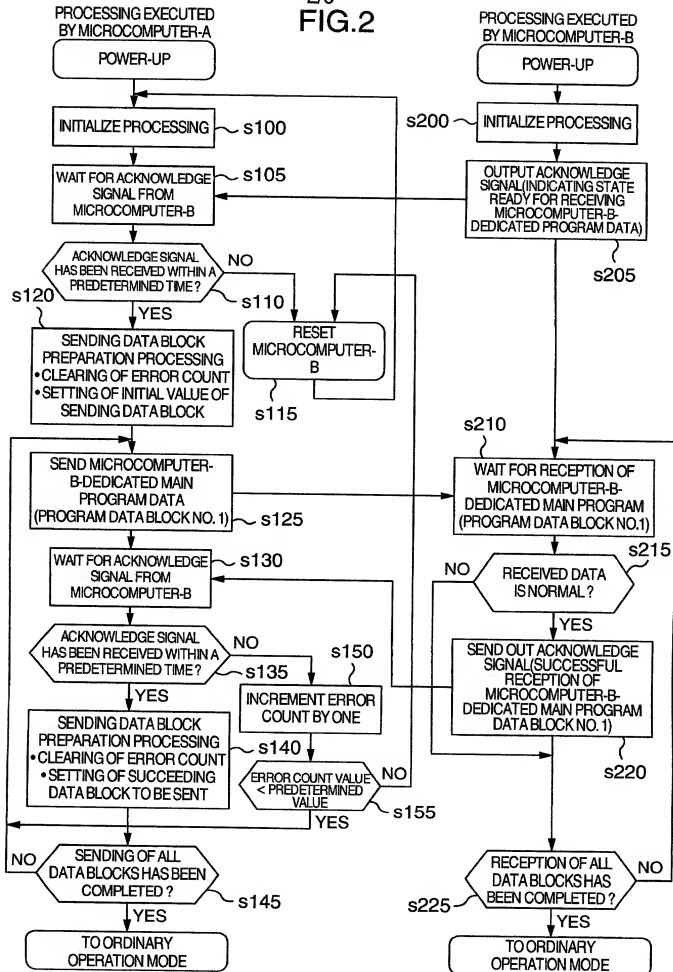 2/6
FIG.2
PROCESSING EXECUTED
BY MICROCOMPUTER-A
POWER-UP
INITIALIZE PROCESSING
s100
WAIT FOR ACKNOWLEDGE
SIGNAL FROM
MICROCOMPUTER-B
s105
ACKNOWLEDGE SIGNAL
HAS BEEN RECEIVED WITHIN A
PREDETERMINED TIME ?
NO
s110
YES
s120
RESET
MICROCOMPUTER-
B
s115
SENDING DATA BLOCK
PREPARATION PROCESSING
• CLEARING OF ERROR COUNT
• SETTING OF INITIAL VALUE OF
SENDING DATA BLOCK
SEND MICROCOMPUTER-
B-DEDICATED MAIN
PROGRAM DATA
(PROGRAM DATA BLOCK NO. 1)
s125
WAIT FOR ACKNOWLEDGE
SIGNAL FROM
MICROCOMPUTER-B
s130
ACKNOWLEDGE SIGNAL
HAS BEEN RECEIVED WITHIN A
PREDETERMINED TIME ?
NO
s135
YES
s150
INCREMENT ERROR
COUNT BY ONE
SENDING DATA BLOCK
PREPARATION PROCESSING
• CLEARING OF ERROR COUNT
• SETTING OF SUCCEEDING
DATA BLOCK TO BE SENT
s140
ERROR COUNT VALUE
< PREDETERMINED
VALUE
NO
s155
YES
NO
SENDING OF ALL
DATA BLOCKS HAS BEEN
COMPLETED ?
s145
YES
TO ORDINARY
OPERATION MODE
PROCESSING EXECUTED
BY MICROCOMPUTER-B
POWER-UP
s200
INITIALIZE PROCESSING
OUTPUT ACKNOWLEDGE
SIGNAL(INDICATING STATE
READY FOR RECEIVING
MICROCOMPUTER-B-
DEDICATED PROGRAM DATA)
s205
s210
WAIT FOR RECEPTION OF
MICROCOMPUTER-B-
DEDICATED MAIN PROGRAM
(PROGRAM DATA BLOCK NO.1)
s215
NO
RECEIVED DATA
IS NORMAL ?
YES
SEND OUT ACKNOWLEDGE
SIGNAL(SUCCESSFUL
RECEPTION OF
MICROCOMPUTER-B-
DEDICATED MAIN PROGRAM
DATA BLOCK NO. 1)
s220
RECEPTION OF ALL
DATA BLOCKS HAS
BEEN COMPLETED ?
NO
s225
YES
TO ORDINARY
OPERATION MODE